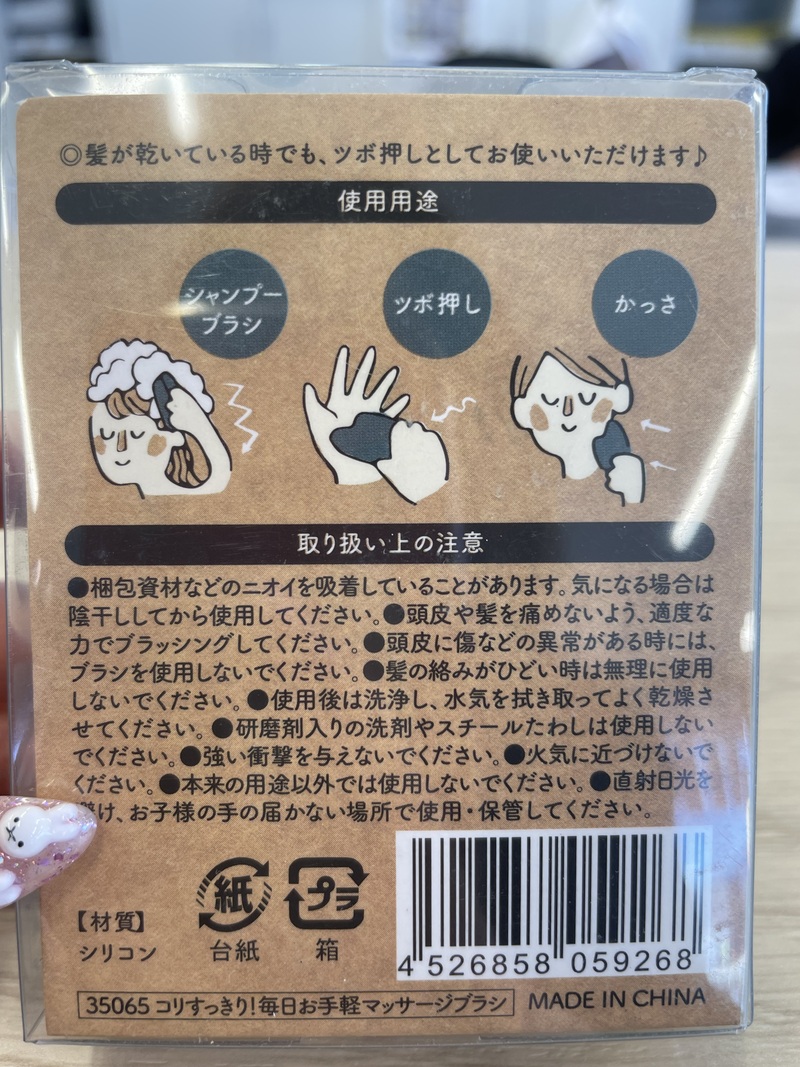 ◎髪が乾いている時でも、ツボ押しとしてお使いいただけます♪
使用用途
シャンプー
ブラシ
ツボ押し
かっさ
取り扱い上の注意
●梱包資材などのニオイを吸着していることがあります。気になる場合は
陰干ししてから使用してください。●頭皮や髪を痛めないよう、適度な
力でブラッシングしてください。●頭皮に傷などの異常がある時には、
ブラシを使用しないでください。●髪の絡みがひどい時は無理に使用
しないでください。●使用後は洗浄し、水気を拭き取ってよく乾燥さ
せてください。●研磨剤入りの洗剤やスチールたわしは使用しない
でください。●強い衝撃を与えないでください。●火気に近づけないで
ください。●本来の用途以外では使用しないでください。●直射日光を
避け、お子様の手の届かない場所で使用・保管してください。
【材質】
シリコン
紙
台紙
プラ
箱
4 526858 059268
35065 コリすっきり!毎日お手軽マッサージブラシ
MADE IN CHINA